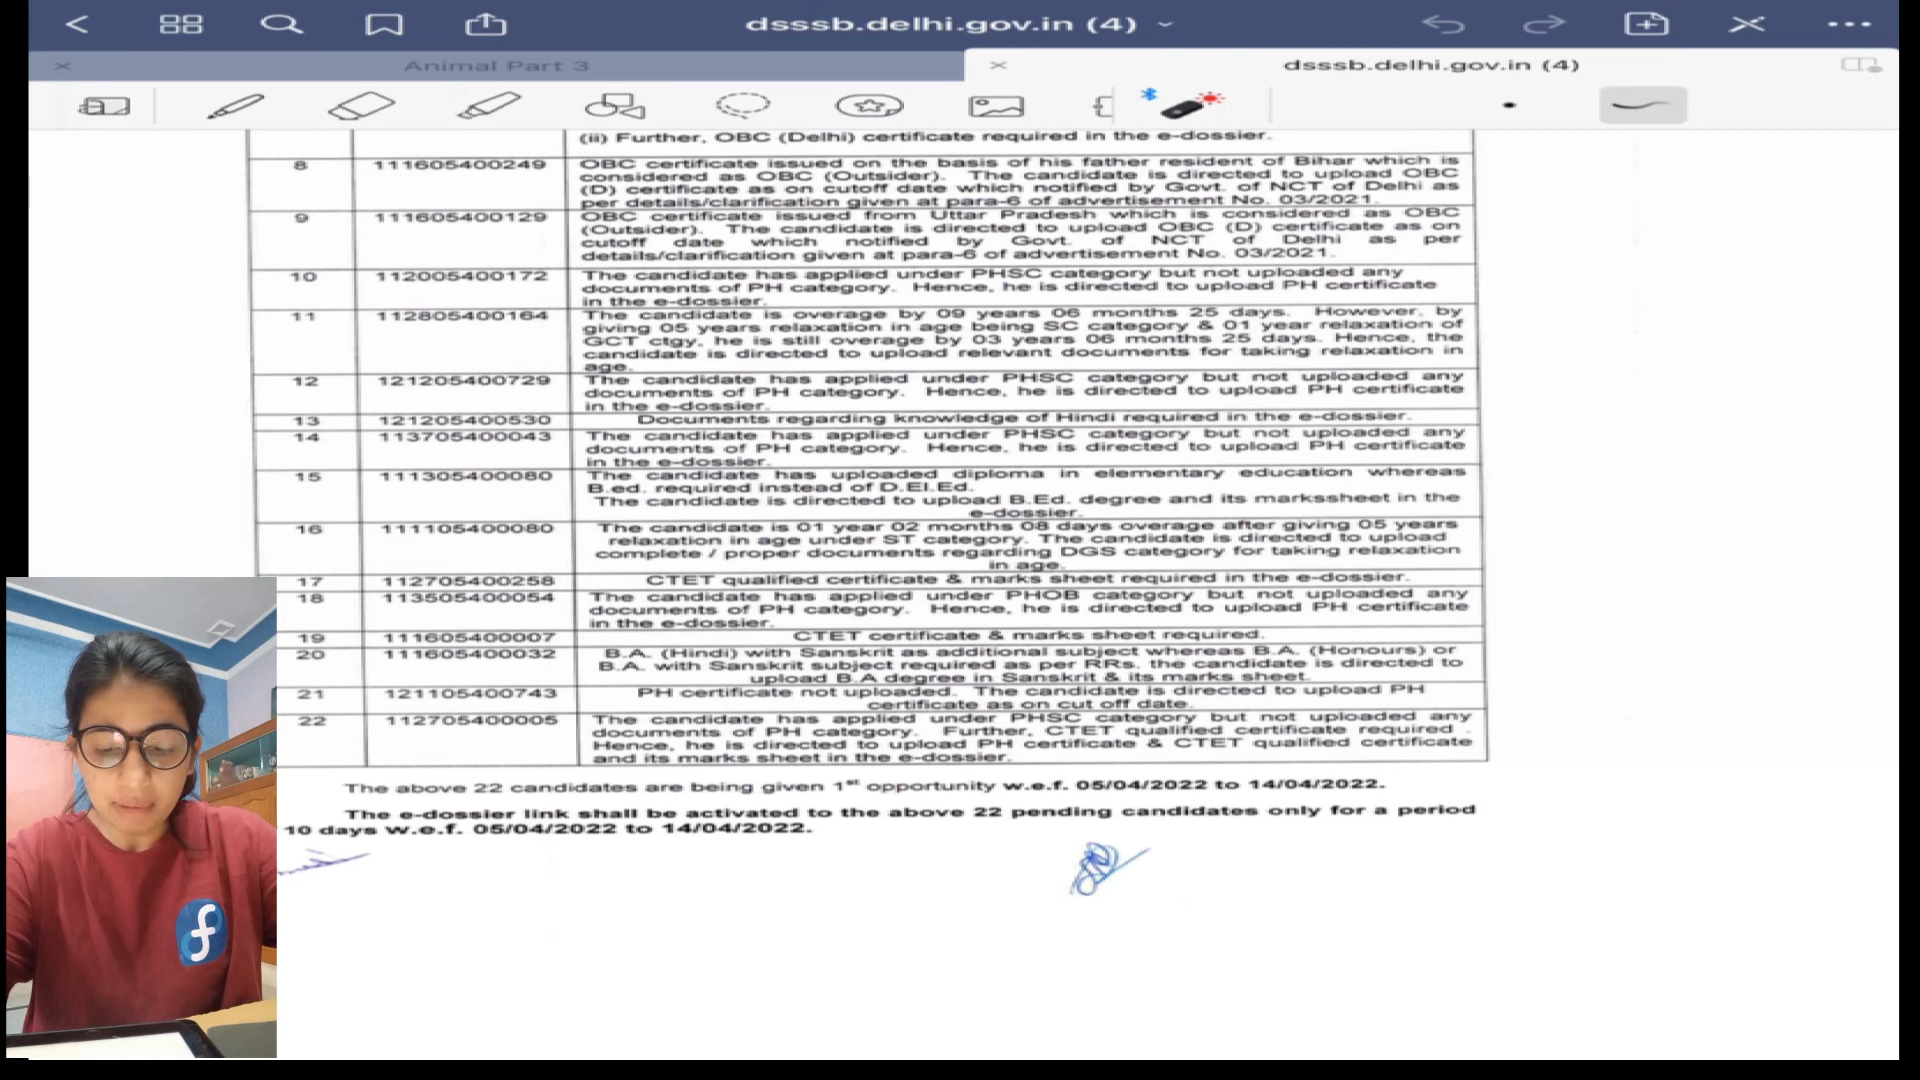 dsssb.delhi.gov.in (4)
Animal Part 3
dsssb.delhi.gov.in (4)
(ii) Further, OBC (Delhi) certificate required in the e-dossier.
8 111605400249 OBC certificate issued on the basis of his father resident of Bihar which is
considered as OBC (Outsider). The candidate is directed to upload OBC
(D) certificate as on cutoff date which notified by Govt. of NCT of Delhi as
per details/clarification given at para-6 of advertisement No. 03/2021.
9 111605400129 OBC certificate issued from Uttar Pradesh which is considered as OBC
(Outsider). The candidate is directed to upload OBC (D) certificate as on
cutoff date which notified by Govt. of NCT of Delhi as per
details/clarification given at para-6 of advertisement No. 03/2021.
10 112005400172 The candidate has applied under PHSC category but not uploaded any
documents of PH category. Hence, he is directed to upload PH certificate
in the e-dossier.
11 112805400164 The candidate is overage by 09 years 06 months 25 days. However, by
giving 05 years relaxation in age being SC category & 01 year relaxation of
GCT ctgy, he is still overage by 03 years 06 months 25 days. Hence, the
candidate is directed to upload relevant documents for taking relaxation in
age.
12 121205400729 The candidate has applied under PHSC category but not uploaded any
documents of PH category. Hence, he is directed to upload PH certificate
in the e-dossier.
13 121205400530 Documents regarding knowledge of Hindi required in the e-dossier.
14 113705400043 The candidate has applied under PHSC category but not uploaded any
documents of PH category. Hence, he is directed to upload PH certificate
in the e-dossier.
15 111305400080 The candidate has uploaded diploma in elementary education whereas
B.ed. required instead of D.El.Ed.
The candidate is directed to upload B.Ed. degree and its markssheet in the
e-dossier.
16 111105400080 The candidate is 01 year 02 months 08 days overage after giving 05 years
relaxation in age under ST category. The candidate is directed to upload
complete / proper documents regarding DGS category for taking relaxation
in age.
17 112705400258 CTET qualified certificate & marks sheet required in the e-dossier.
18 113505400054 The candidate has applied under PHOB category but not uploaded any
documents of PH category. Hence, he is directed to upload PH certificate
in the e-dossier.
19 111605400007 CTET certificate & marks sheet required.
20 111605400032 B.A. (Hindi) with Sanskrit as additional subject whereas B.A. (Honours) or
B.A. with Sanskrit subject required as per RRs. the candidate is directed to
upload B.A degree in Sanskrit & its marks sheet.
21 121105400743 PH certificate not uploaded. The candidate is directed to upload PH
certificate as on cut off date.
22 112705400005 The candidate has applied under PHSC category but not uploaded any
documents of PH category. Further, CTET qualified certificate required .
Hence, he is directed to upload PH certificate & CTET qualified certificate
and its marks sheet in the e-dossier.
The above 22 candidates are being given 1st opportunity w.e.f. 05/04/2022 to 14/04/2022.
The e-dossier link shall be activated to the above 22 pending candidates only for a period
10 days w.e.f. 05/04/2022 to 14/04/2022.